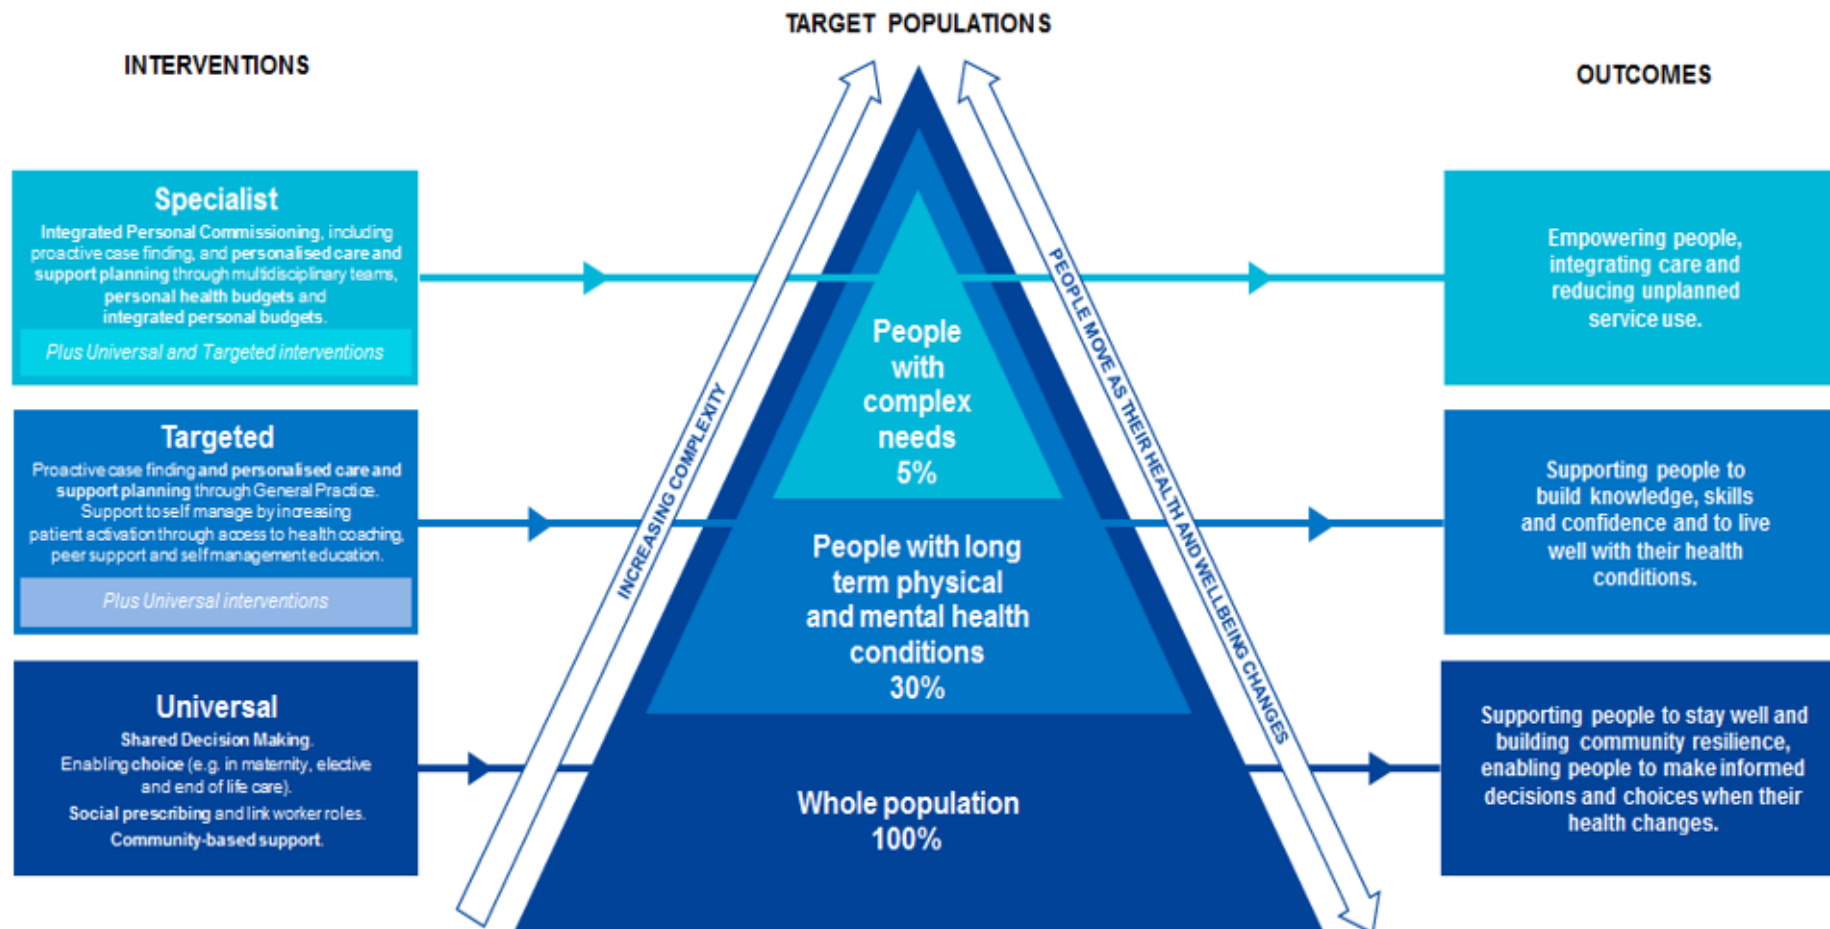 TARGET POPULATIONS
INTERVENTIONS
OUTCOMES
Specialist
Integrated Personal Commissioning, including
proactive case finding, and personalised care and
support planning through multidisciplinary teams,
personal health budgets and
integrated personal budgets.
Plus Universal and Targeted interventions
Targeted
Proactive case finding and personalised care and
support planning through General Practice.
Support to self manage by increasing
patient activation through access to health coaching,
peer support and self management education.
Plus Universal interventions
Universal
Shared Decision Making.
Enabling choice (e.g. in maternity, elective
and end of life care).
Social prescribing and link worker roles.
Community-based support.
INCREASING COMPLEXITY
People
with
complex
needs
5%
People with long
term physical
and mental health
conditions
30%
Whole population
100%
PEOPLE MOVE AS THEIR HEALTH AND WELLBEING CHANGES
Empowering people,
integrating care and
reducing unplanned
service use.
Supporting people to
build knowledge, skills
and confidence and to live
well with their health
conditions.
Supporting people to stay well and
building community resilience,
enabling people to make informed
decisions and choices when their
health changes.